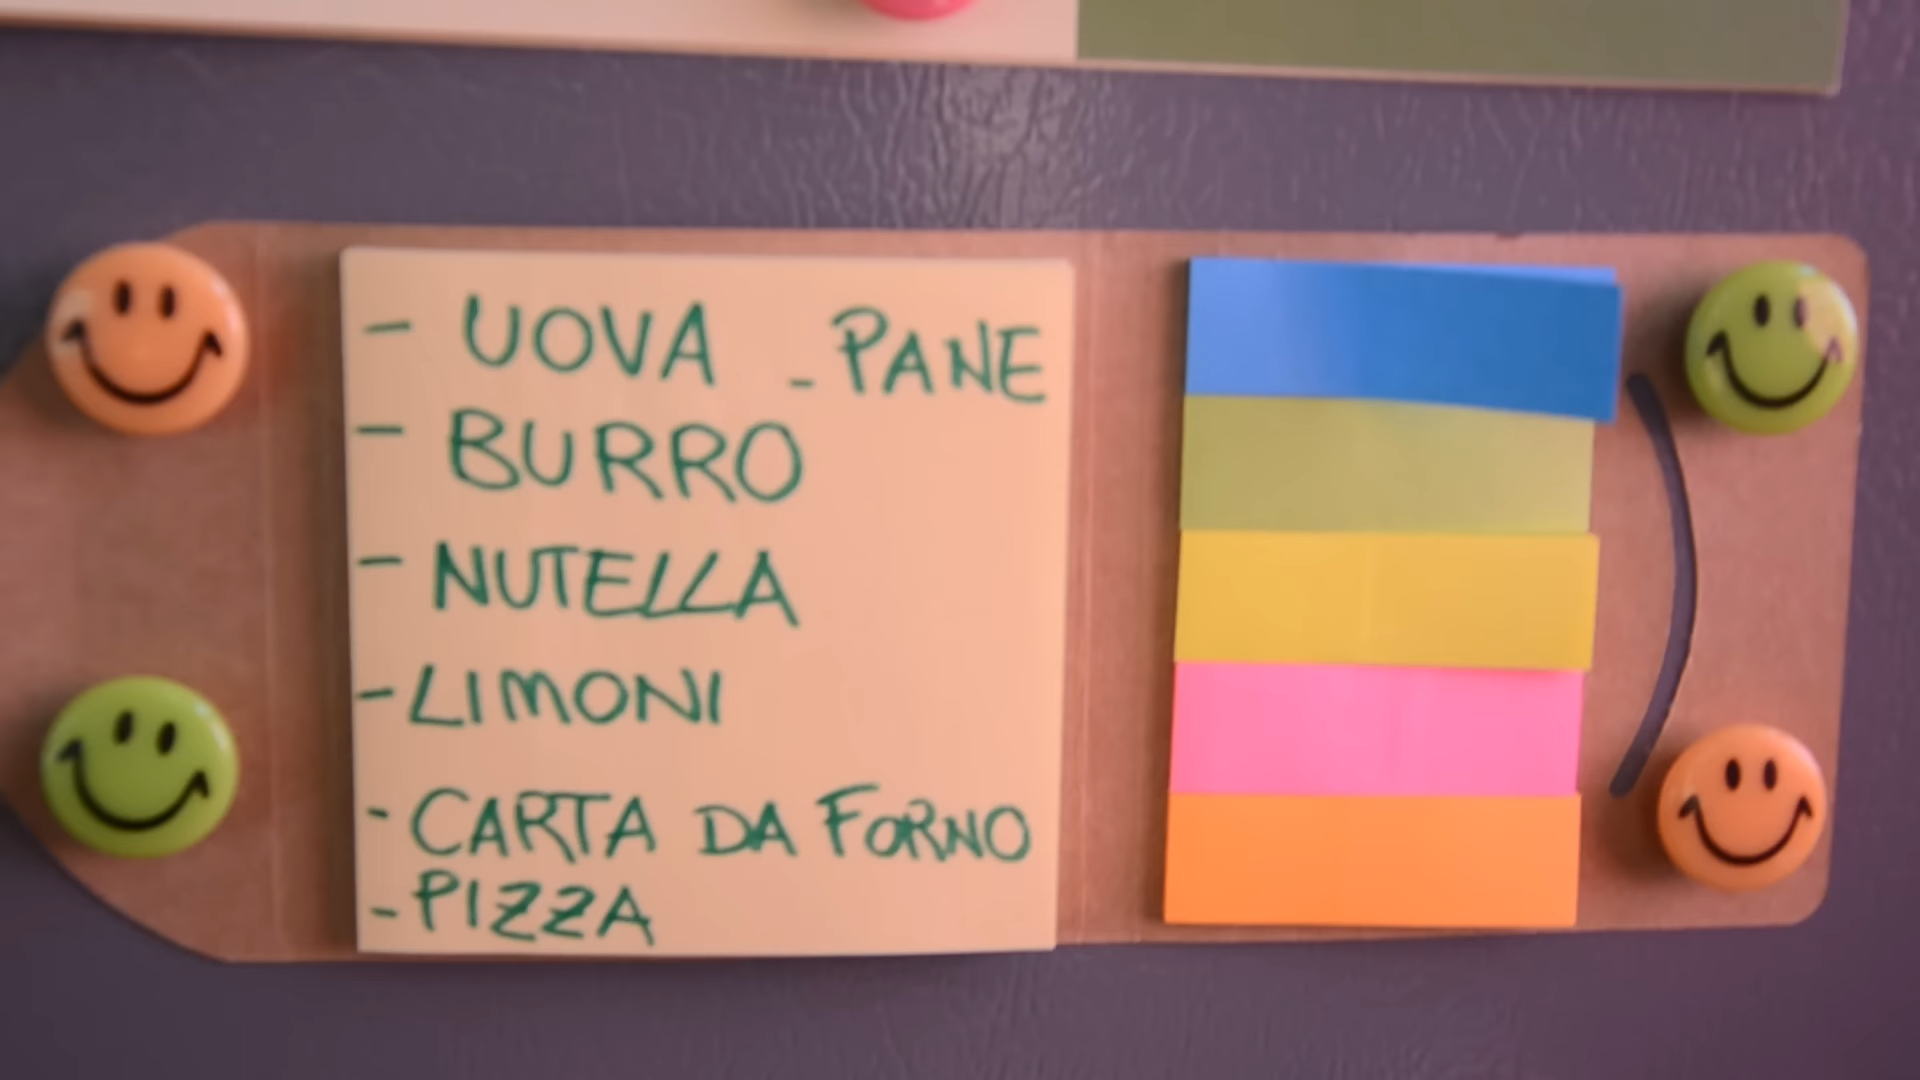 - UOVA - PANE
- BURRO
- NUTELLA
- LIMONI
- CARTA DA FORNO
- PIZZA